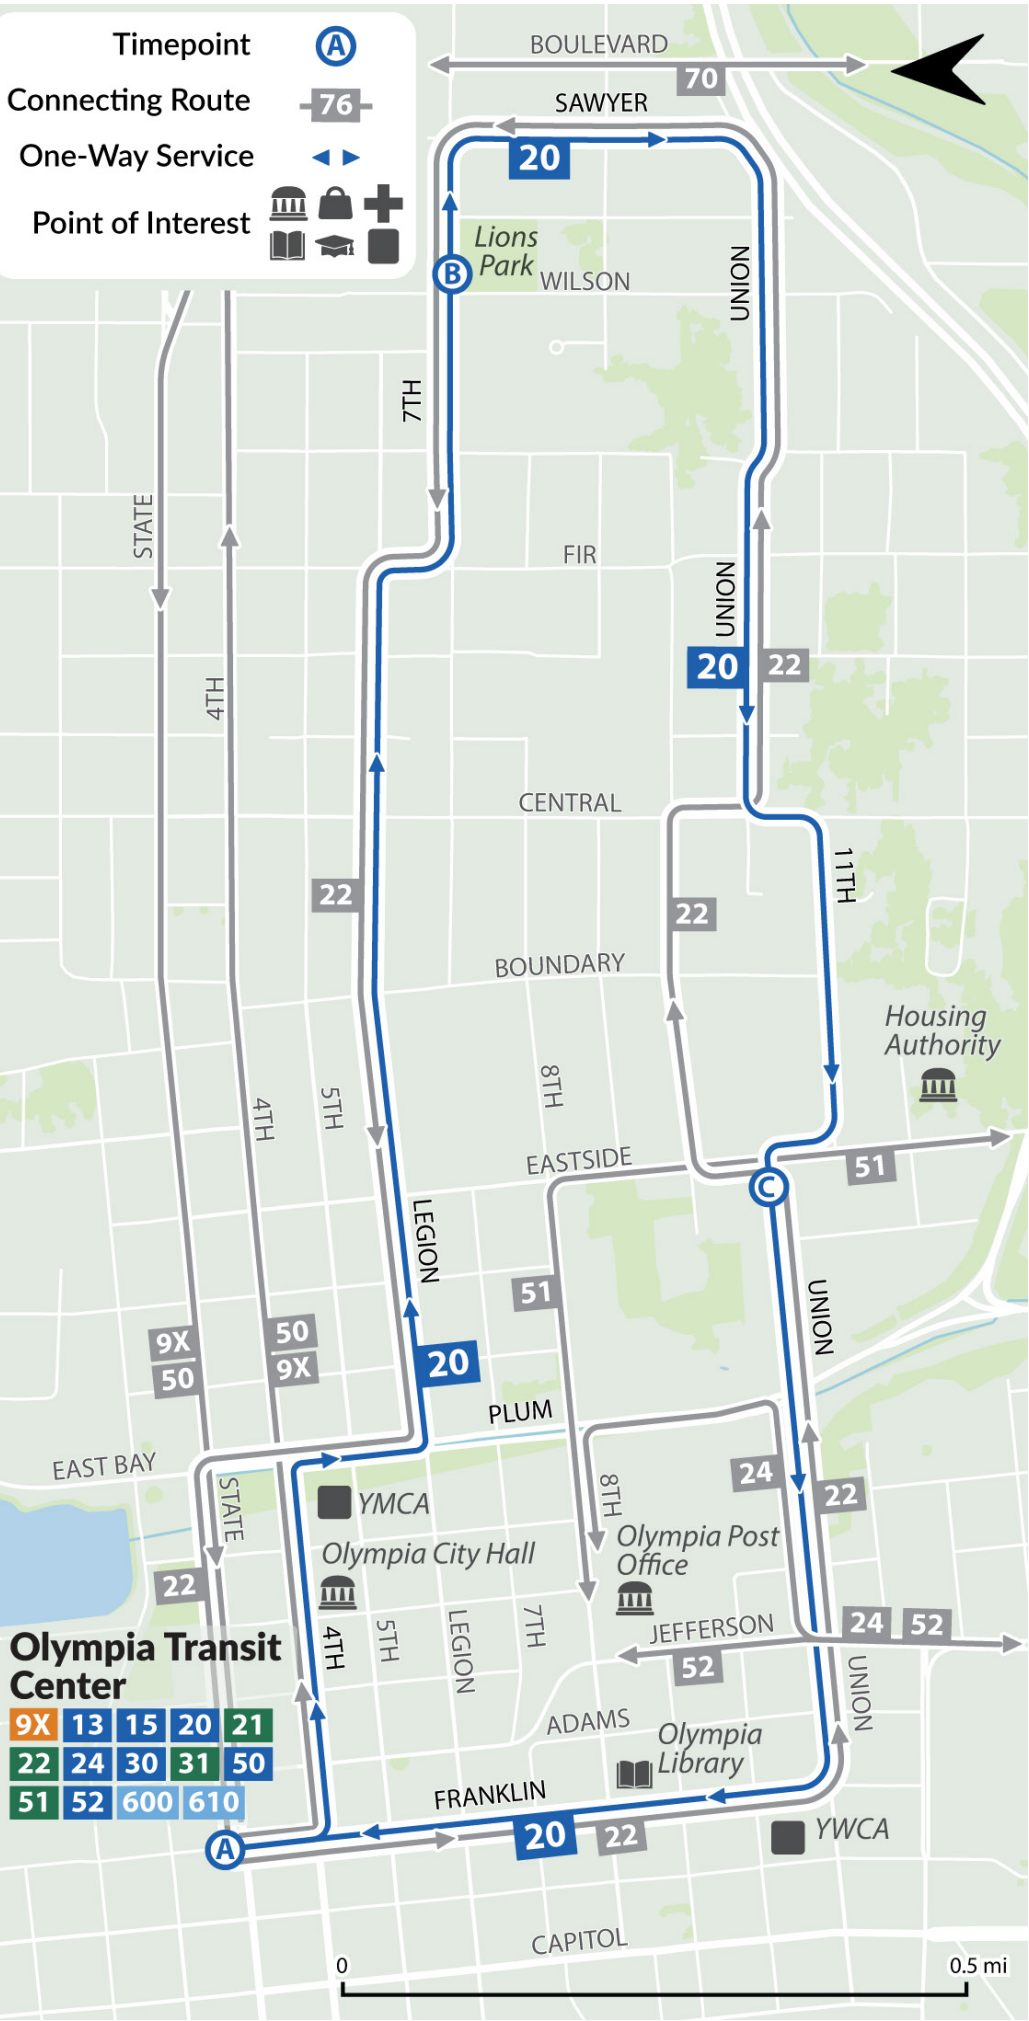 Timepoint
A
Connecting Route
76
One-Way Service
Point of Interest
BOULEVARD
70
SAWYER
20
Lions
Park
B
WILSON
UNION
7TH
STATE
FIR
UNION
4TH
20
22
CENTRAL
11TH
22
22
BOUNDARY
Housing
Authority
8TH
5TH
4TH
EASTSIDE
51
C
LEGION
51
UNION
9X
50
50
9X
20
PLUM
EAST BAY
24
22
STATE
8TH
YMCA
Olympia City Hall
Olympia Post
Office
22
4TH
5TH
LEGION
7TH
JEFFERSON
24
52
52
UNION
Olympia Transit
Center
9X 13 15 20 21
22 24 30 31 50
51 52 600 610
ADAMS
Olympia
Library
FRANKLIN
A
20
22
YWCA
CAPITOL
0
0.5 mi